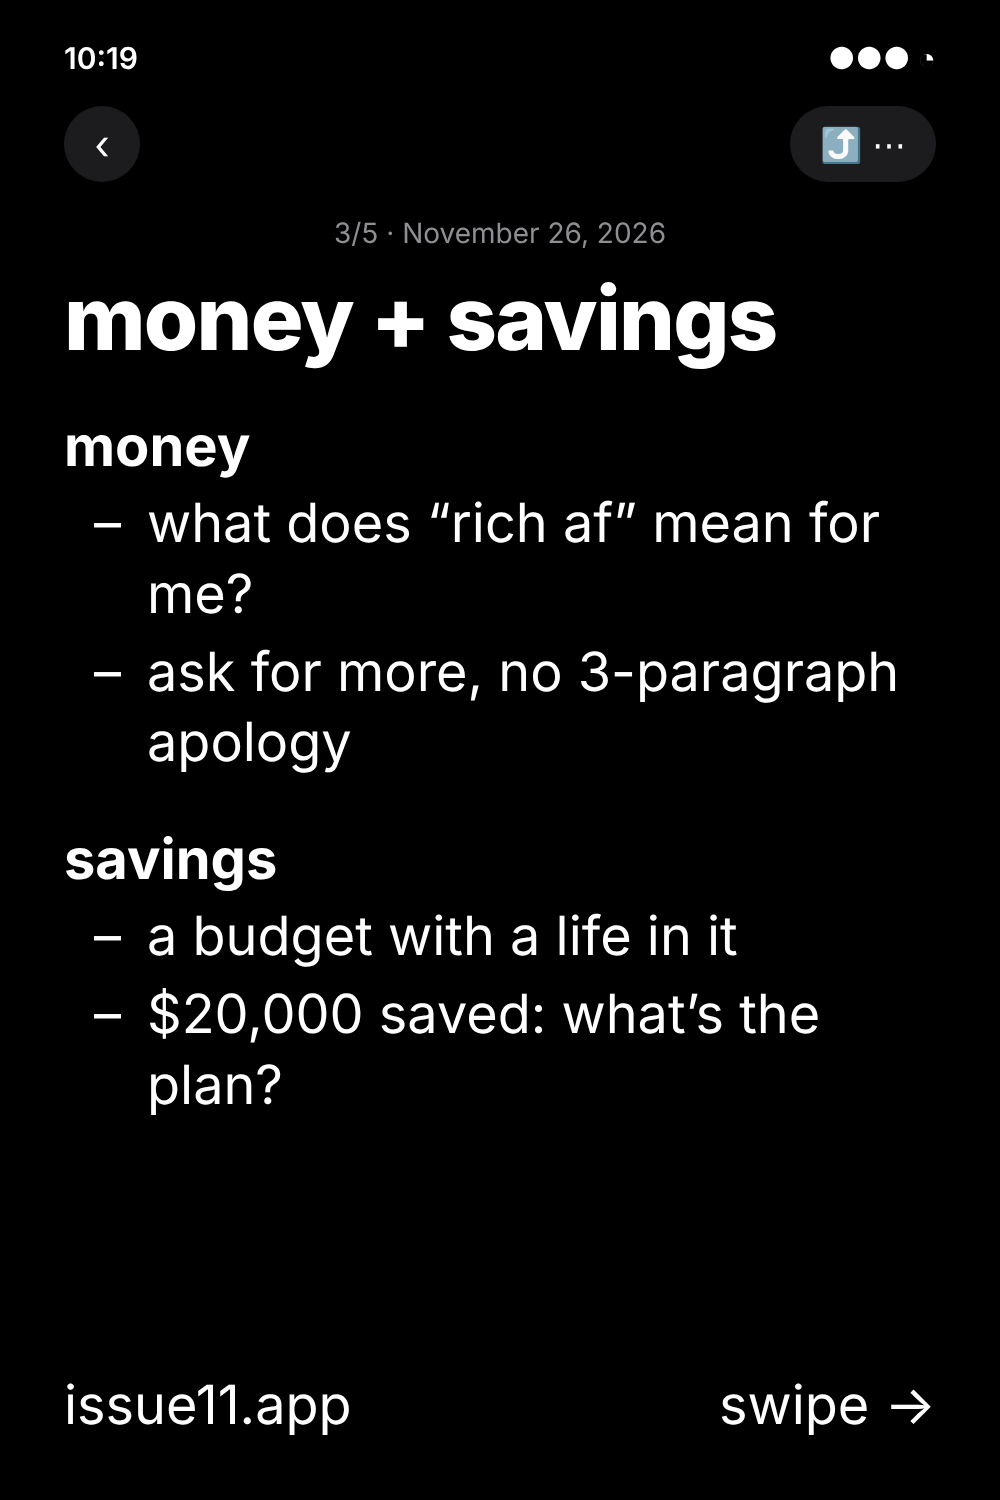 10:19
‹
⤴️ ...
3/5 · November 26, 2026
money + savings
money
– what does “rich af” mean for
me?
– ask for more, no 3-paragraph
apology
savings
– a budget with a life in it
– $20,000 saved: what’s the
plan?
issue11.app
swipe →